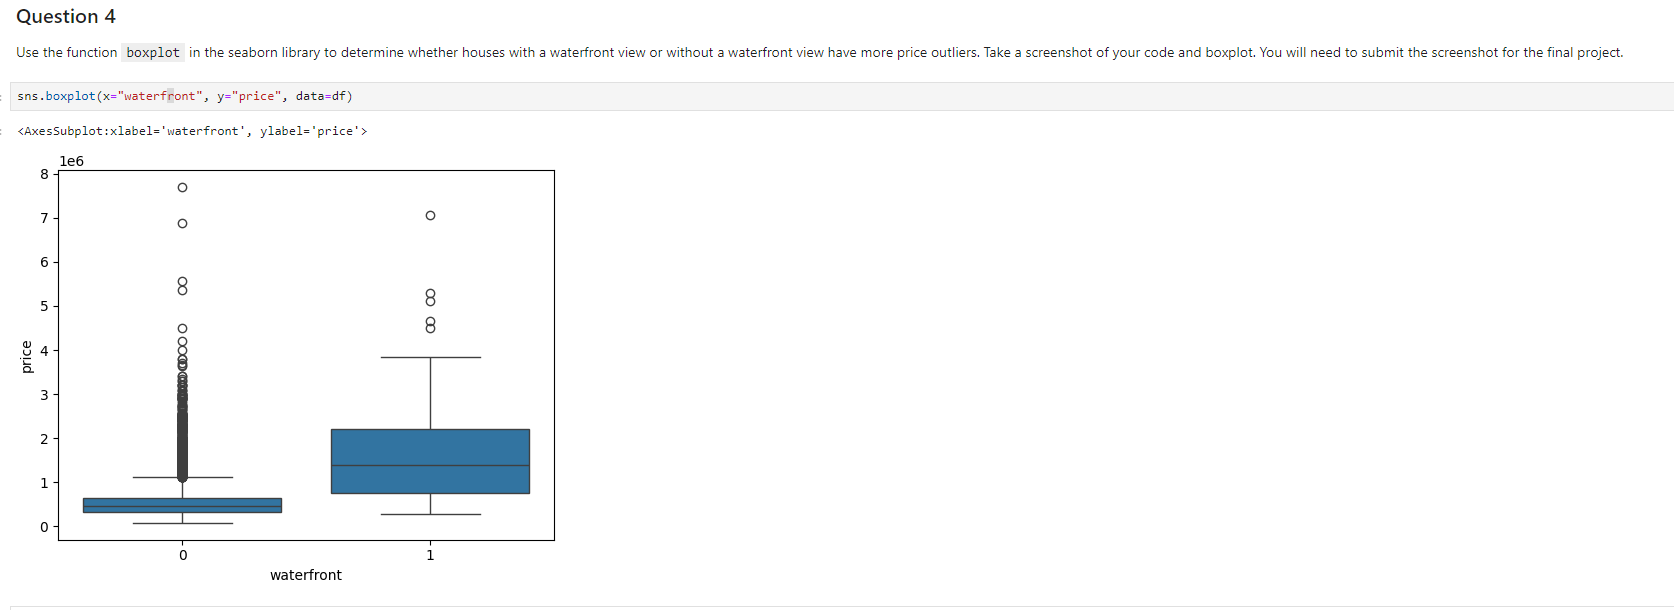 Question 4
Use the function boxplot in the seaborn library to determine whether houses with a waterfront view or without a waterfront view have more price outliers. Take a screenshot of your code and boxplot. You will need to submit the screenshot for the final project.
sns.boxplot(x="waterfront", y="price", data=df)
<AxesSubplot:xlabel='waterfront', ylabel='price'>
1e6
8
7
6
5
4
3
2
1
0
price
0 1
waterfront